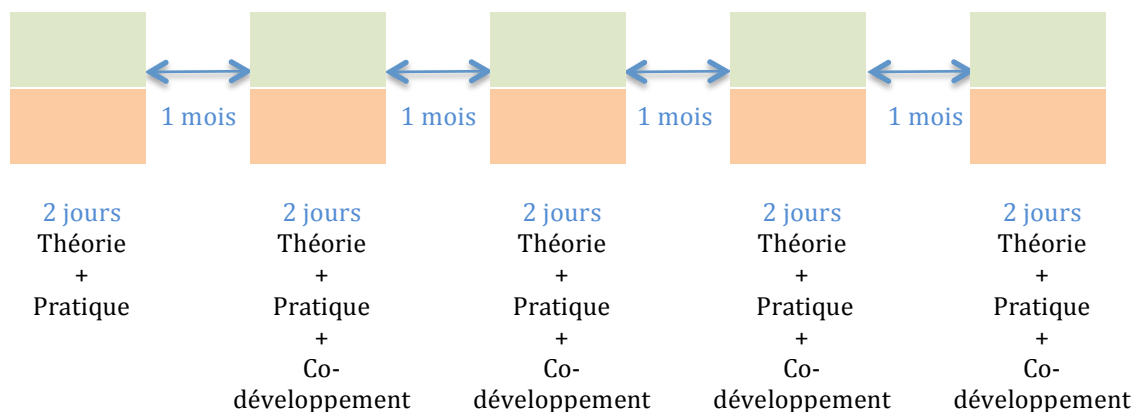 1 mois
1 mois
1 mois
1 mois
2 jours
Théorie
+
Pratique
2 jours
Théorie
+
Pratique
+
Co-
développement
2 jours
Théorie
+
Pratique
+
Co-
développement
2 jours
Théorie
+
Pratique
+
Co-
développement
2 jours
Théorie
+
Pratique
+
Co-
développement